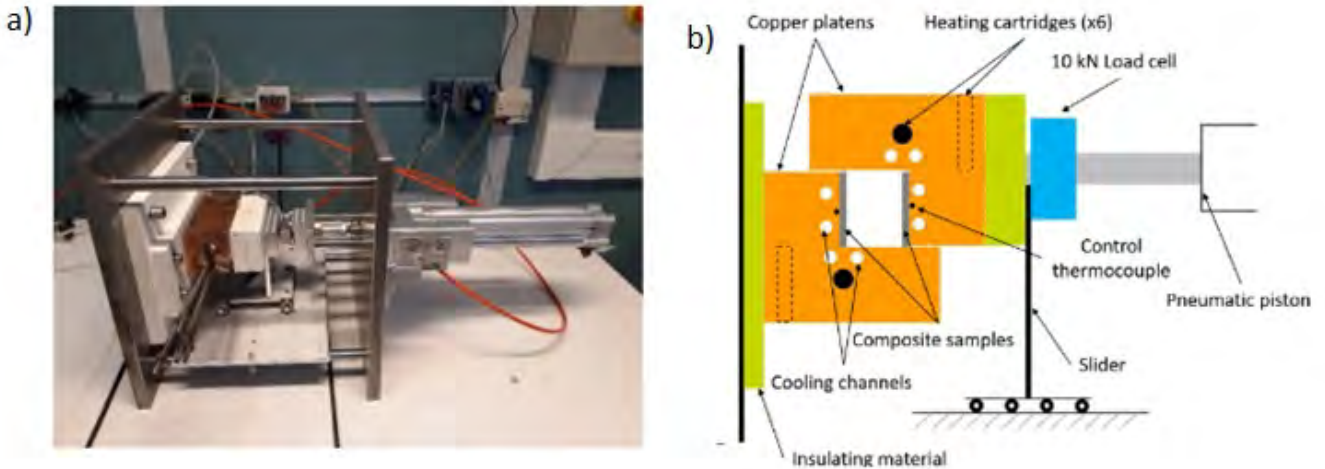 a)
b)
Copper platens
Heating cartridges (x6)
10 kN Load cell
Control
thermocouple
Pneumatic piston
Composite samples
Slider
Cooling channels
Insulating material